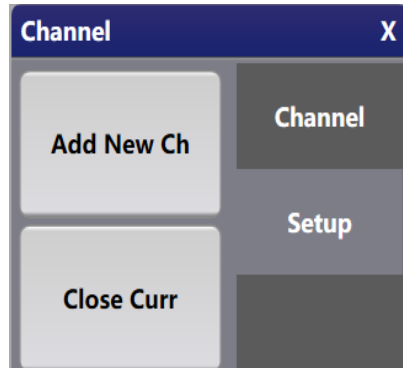 Channel X
Add New Ch
Channel
Setup
Close Curr